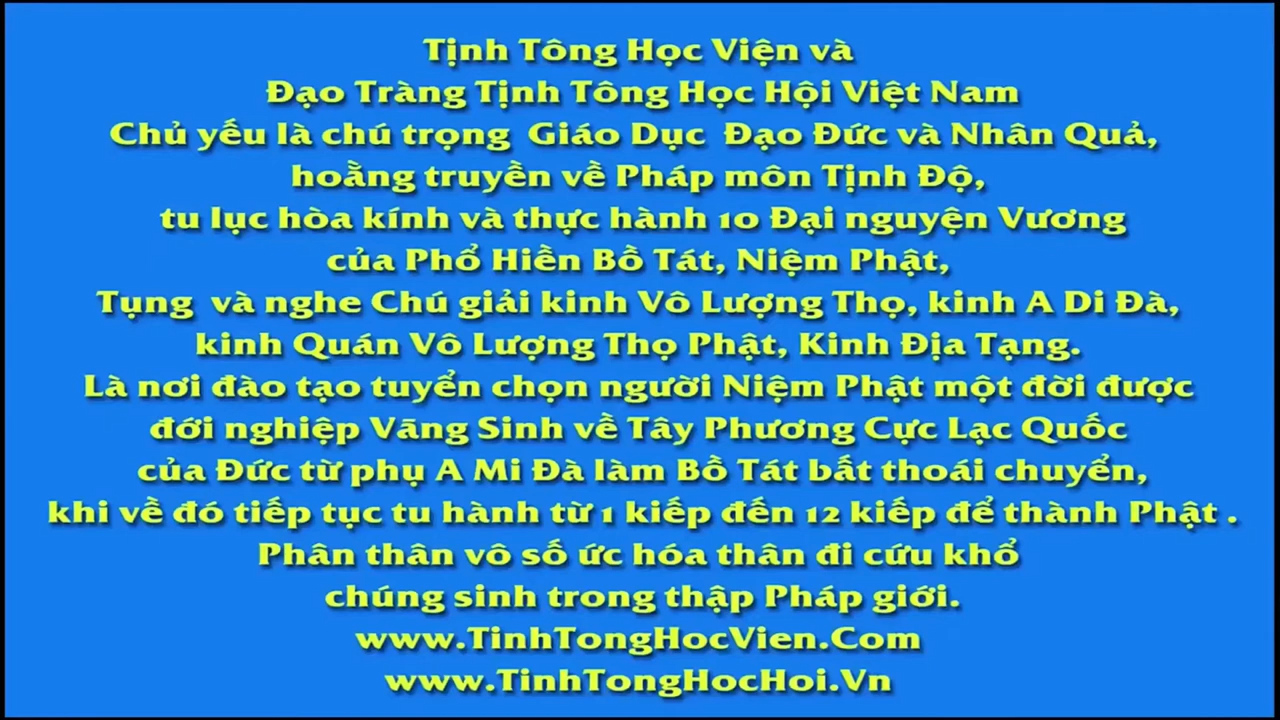 Tịnh Tông Học Viện và
Đạo Tràng Tịnh Tông Học Hội Việt Nam
Chủ yếu là chú trọng Giáo Dục Đạo Đức và Nhân Quả,
hoằng truyền về Pháp môn Tịnh Độ,
tu lục hòa kính và thực hành 10 Đại nguyện Vương
của Phổ Hiền Bồ Tát, Niệm Phật,
Tụng và nghe Chú giải kinh Vô Lượng Thọ, kinh A Di Đà,
kinh Quán Vô Lượng Thọ Phật, Kinh Địa Tạng.
Là nơi đào tạo tuyển chọn người Niệm Phật một đời được
đới nghiệp Vãng Sinh về Tây Phương Cực Lạc Quốc
của Đức từ phụ A Mi Đà làm Bồ Tát bất thoái chuyển,
khi về đó tiếp tục tu hành từ 1 kiếp đến 12 kiếp để thành Phật .
Phân thân vô số ức hóa thân đi cứu khổ
chúng sinh trong thập Pháp giới.
www.TinhTongHocVien.Com
www.TinhTongHocHoi.Vn